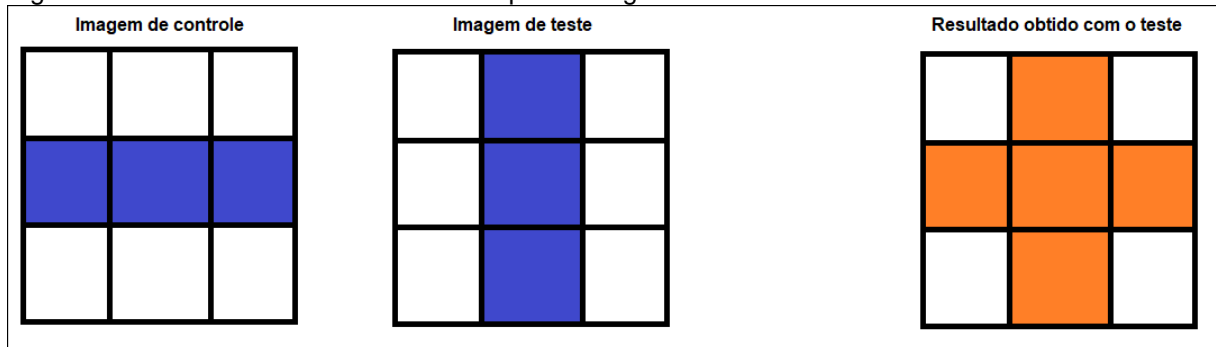 Imagem de controle
Imagem de teste
Resultado obtido com o teste